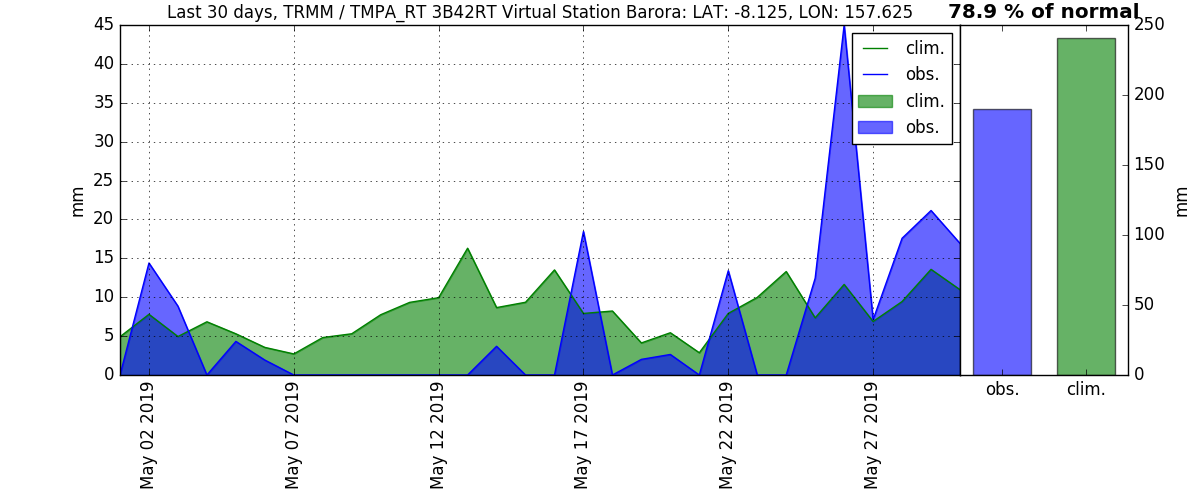 Last 30 days, TRMM / TMPA_RT 3B42RT Virtual Station Barora: LAT: -8.125, LON: 157.625
78.9 % of normal
45
40
35
30
25
20
15
10
5
0
mm
clim.
obs.
clim.
obs.
May 02 2019
May 07 2019
May 12 2019
May 17 2019
May 22 2019
May 27 2019
250
200
150
100
50
0
mm
obs.
clim.